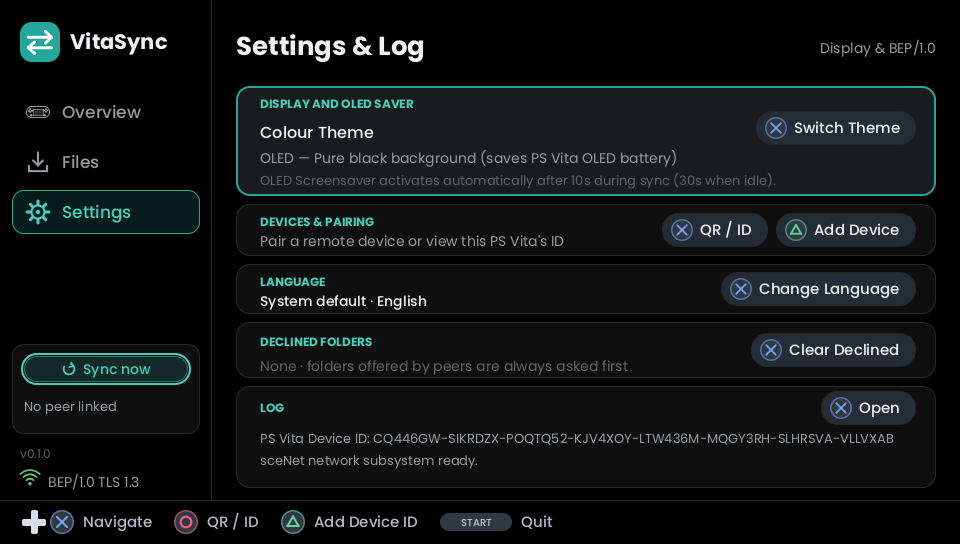 VitaSync
Overview
Files
Settings
Sync now
No peer linked
v0.1.0
BEP/1.0 TLS 1.3
Settings & Log
Display & BEP/1.0
DISPLAY AND OLED SAVER
Colour Theme
Switch Theme
OLED — Pure black background (saves PS Vita OLED battery)
OLED Screensaver activates automatically after 10s during sync (30s when idle).
DEVICES & PAIRING
Pair a remote device or view this PS Vita's ID
QR / ID
Add Device
LANGUAGE
System default · English
Change Language
DECLINED FOLDERS
None · folders offered by peers are always asked first
Clear Declined
LOG
Open
PS Vita Device ID: CQ446GW-SIKRDZX-POQTQ52-KJV4XOY-LTW436M-MQGY3RH-SLHRSVA-VLLVXAB
sceNet network subsystem ready.
Navigate
QR / ID
Add Device ID
START
Quit